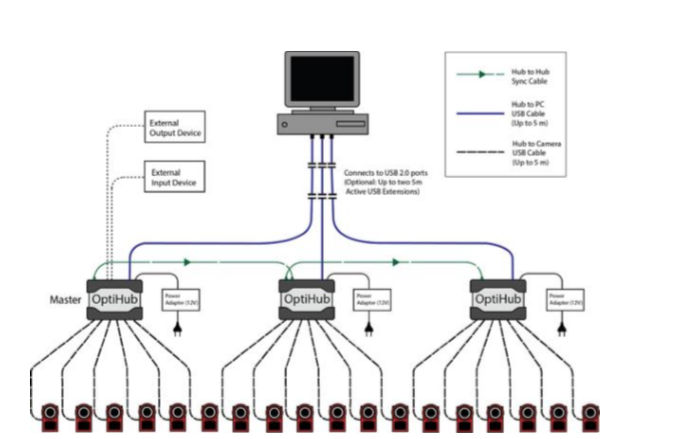 Hub to Hub
Sync Cable
Hub to PC
USB Cable
(Up to 5 m)
Hub to Camera
USB Cable
(Up to 5 m)
External
Output Device
External
Input Device
Connects to USB 2.0 ports
(Optional: Up to two 5m
Active USB Extensions)
Master
OptiHub
Power
Adapter (12V)
OptiHub
Power
Adapter (12V)
OptiHub
Power
Adapter (12V)